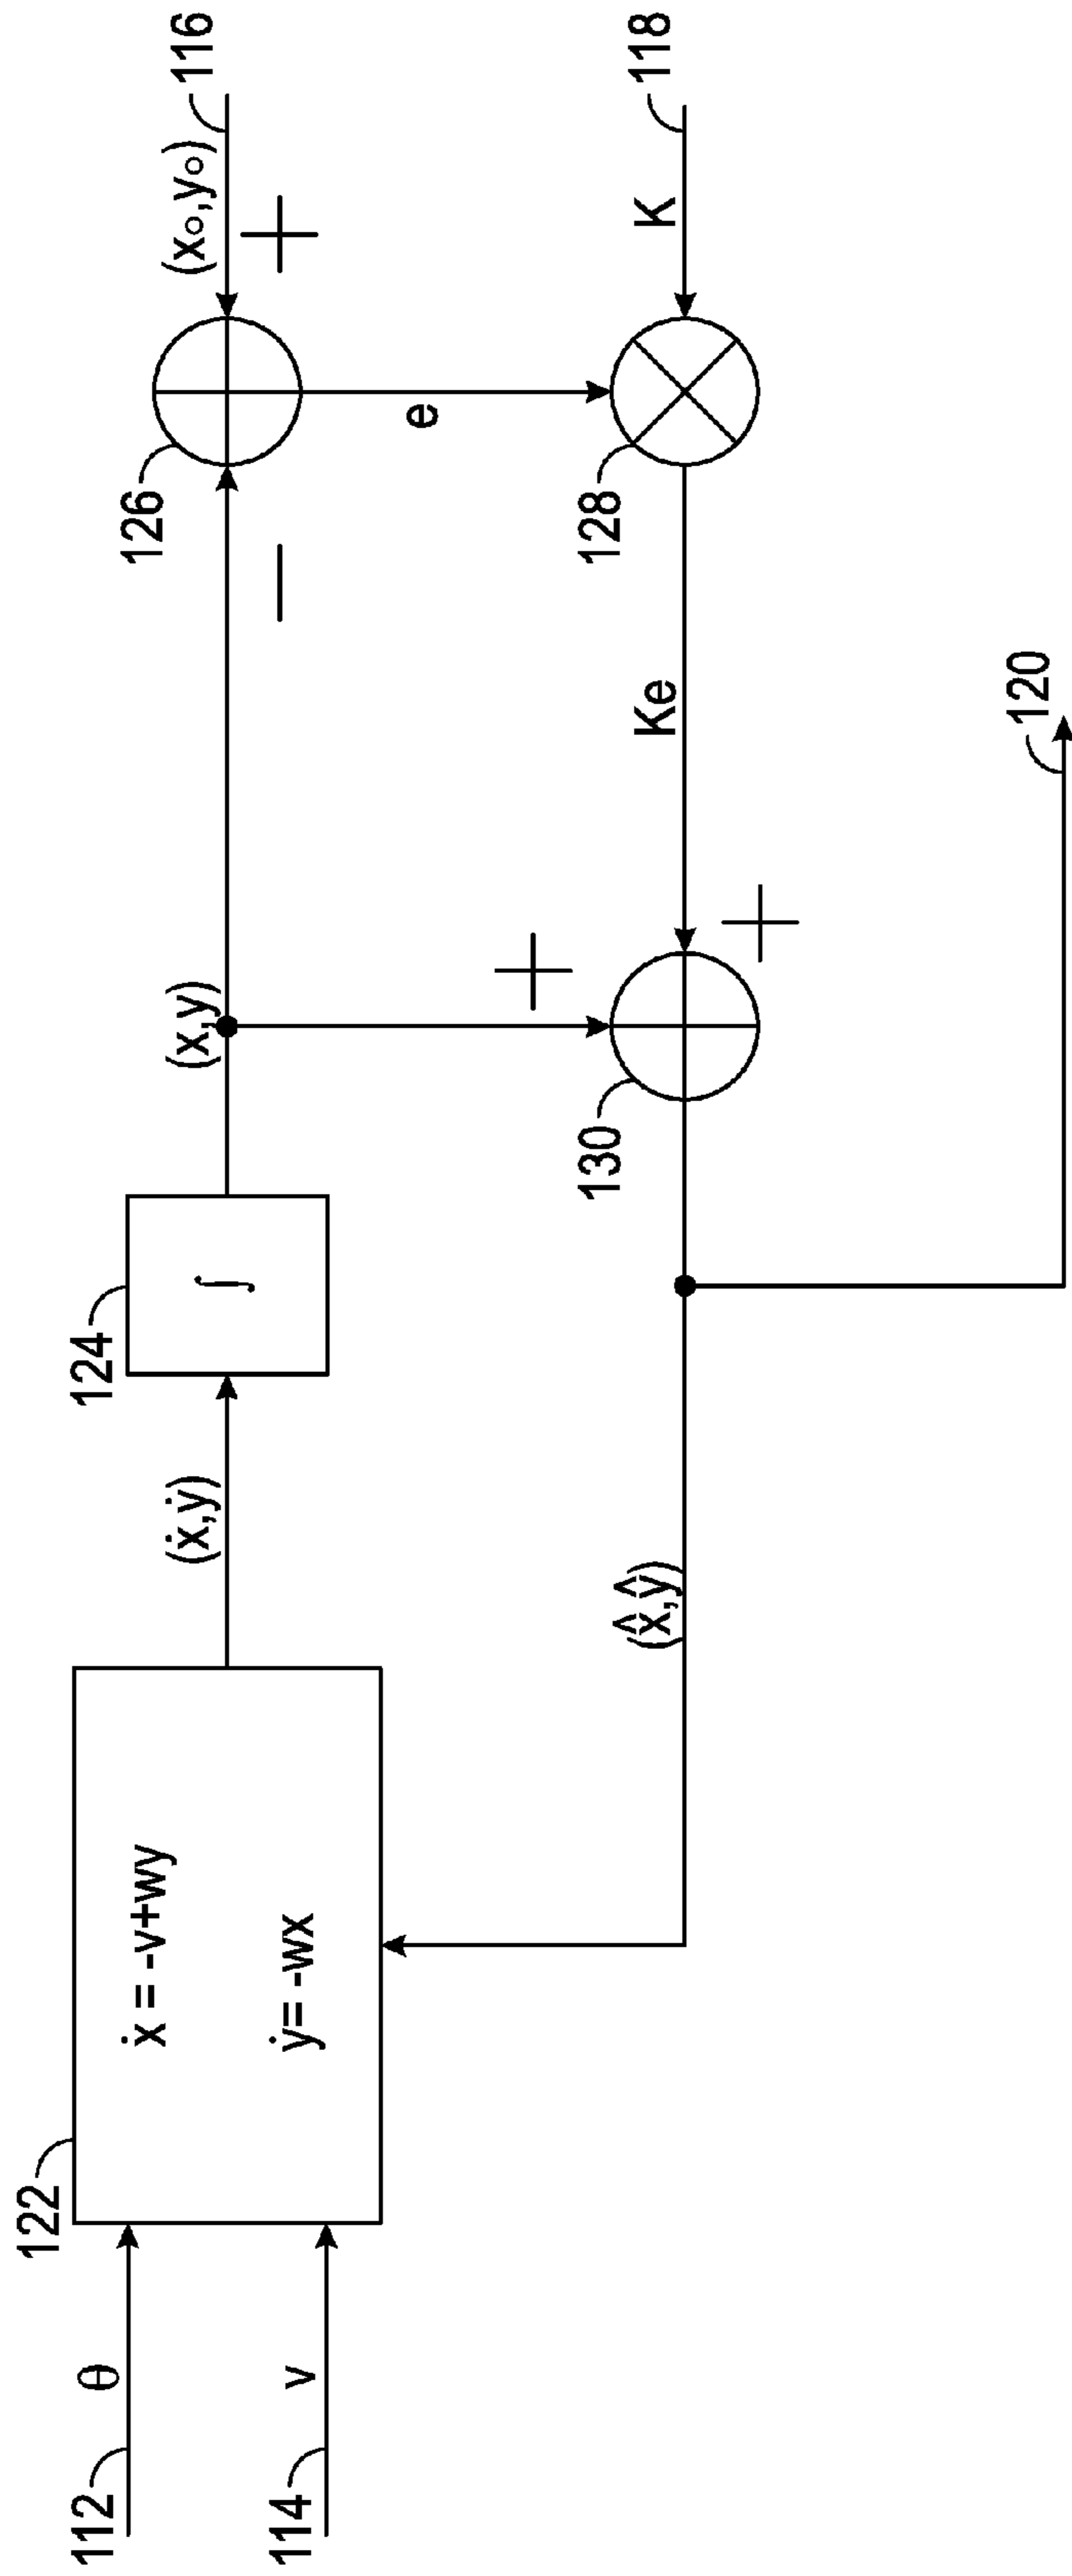 122
112
θ
114
v
ẋ = -v+wy
ẏ= -wx
(ẋ,ẏ)
124
∫
(x,y)
126
(x₀,y₀)
116
+
−
e
K
118
128
Ke
+
+
130
(x̂,ŷ)
120